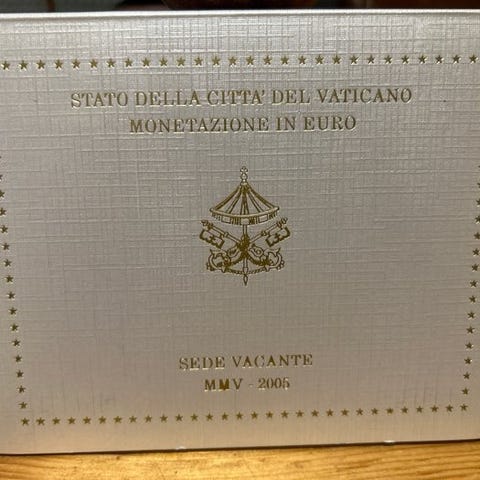 STATO DELLA CITTA' DEL VATICANO
MONETAZIONE IN EURO
SEDE VACANTE
MMV - 2005